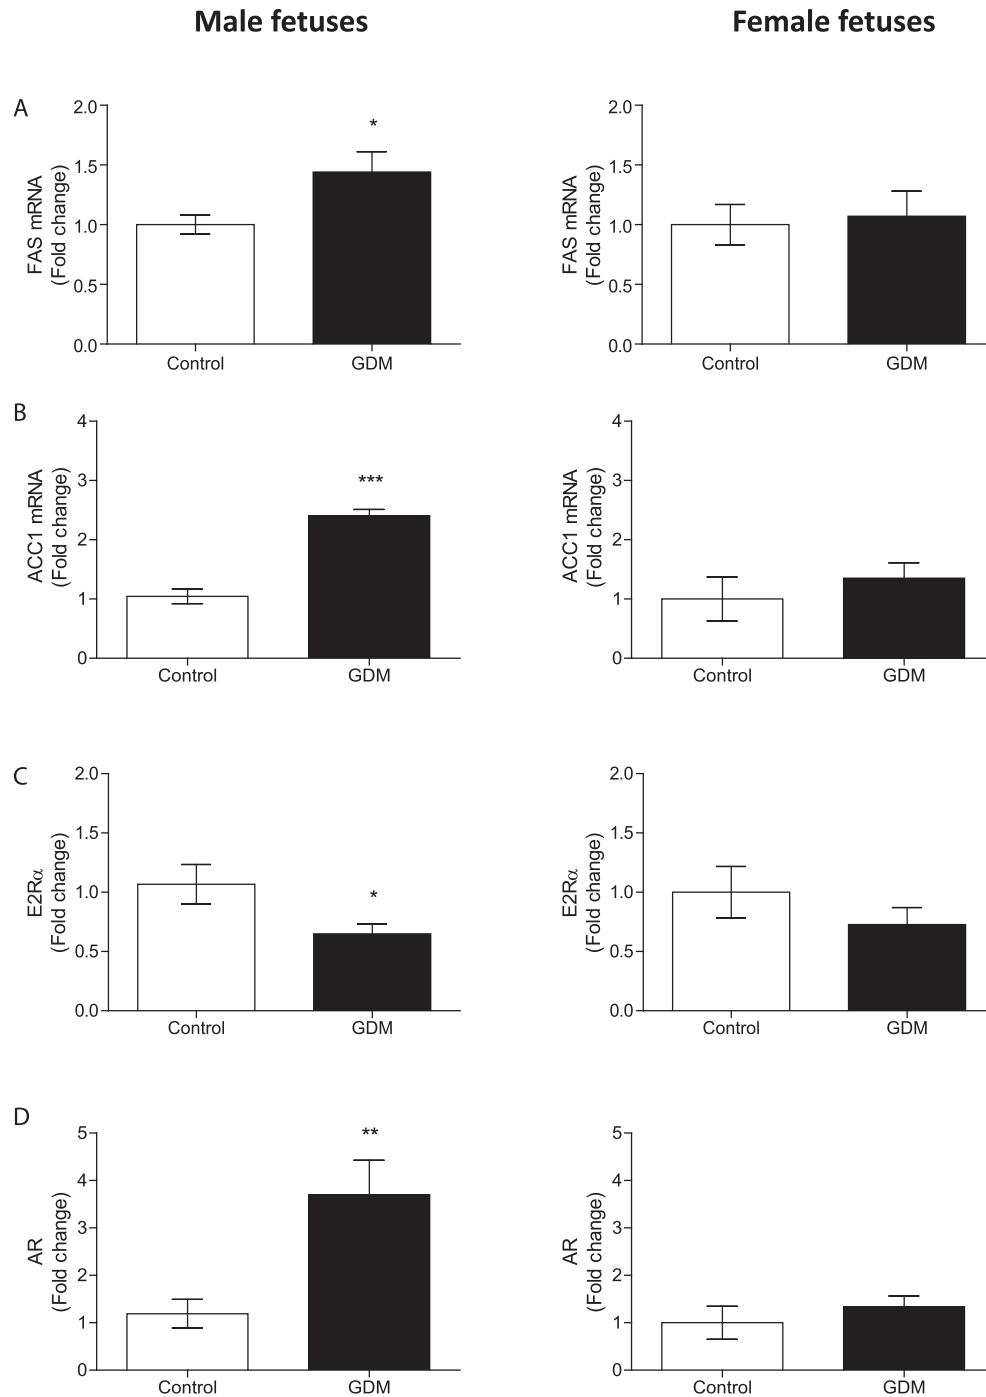 Male fetuses
Female fetuses
A
FAS mRNA
(Fold change)
2.0
1.5
1.0
0.5
0.0
*
Control
GDM
FAS mRNA
(Fold change)
2.0
1.5
1.0
0.5
0.0
Control
GDM
B
ACC1 mRNA
(Fold change)
4
3
2
1
0
***
Control
GDM
ACC1 mRNA
(Fold change)
4
3
2
1
0
Control
GDM
C
E2Rα
(Fold change)
2.0
1.5
1.0
0.5
0.0
*
Control
GDM
E2Rα
(Fold change)
2.0
1.5
1.0
0.5
0.0
Control
GDM
D
AR
(Fold change)
5
4
3
2
1
0
**
Control
GDM
AR
(Fold change)
5
4
3
2
1
0
Control
GDM